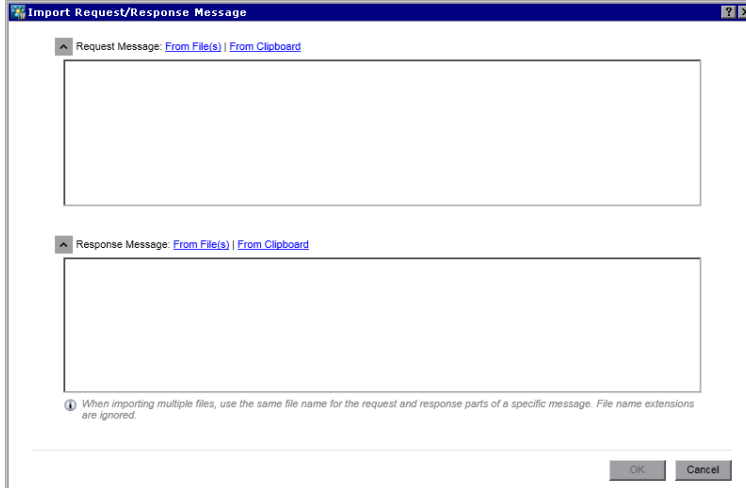 Import Request/Response Message
Request Message: From File(s) | From Clipboard
Response Message: From File(s) | From Clipboard
When importing multiple files, use the same file name for the request and response parts of a specific message. File name extensions
are ignored.
OK Cancel